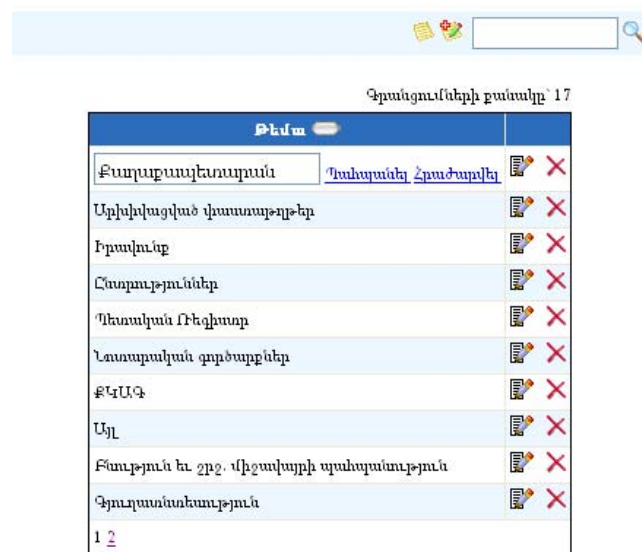 Գրանցումների քանակը` 17
Թեմա
Քաղաքապետարան Պահպանել Հրաժարվել
Արխիվացված փաստաթղթեր
Իրավունք
Ընտրություններ
Պետական Ռեգիստր
Նոտարական գործարքներ
ՔԿԱԳ
Այլ
Բնություն եւ շրջ. միջավայրի պահպանություն
Գյուղատնտեսություն
1 2